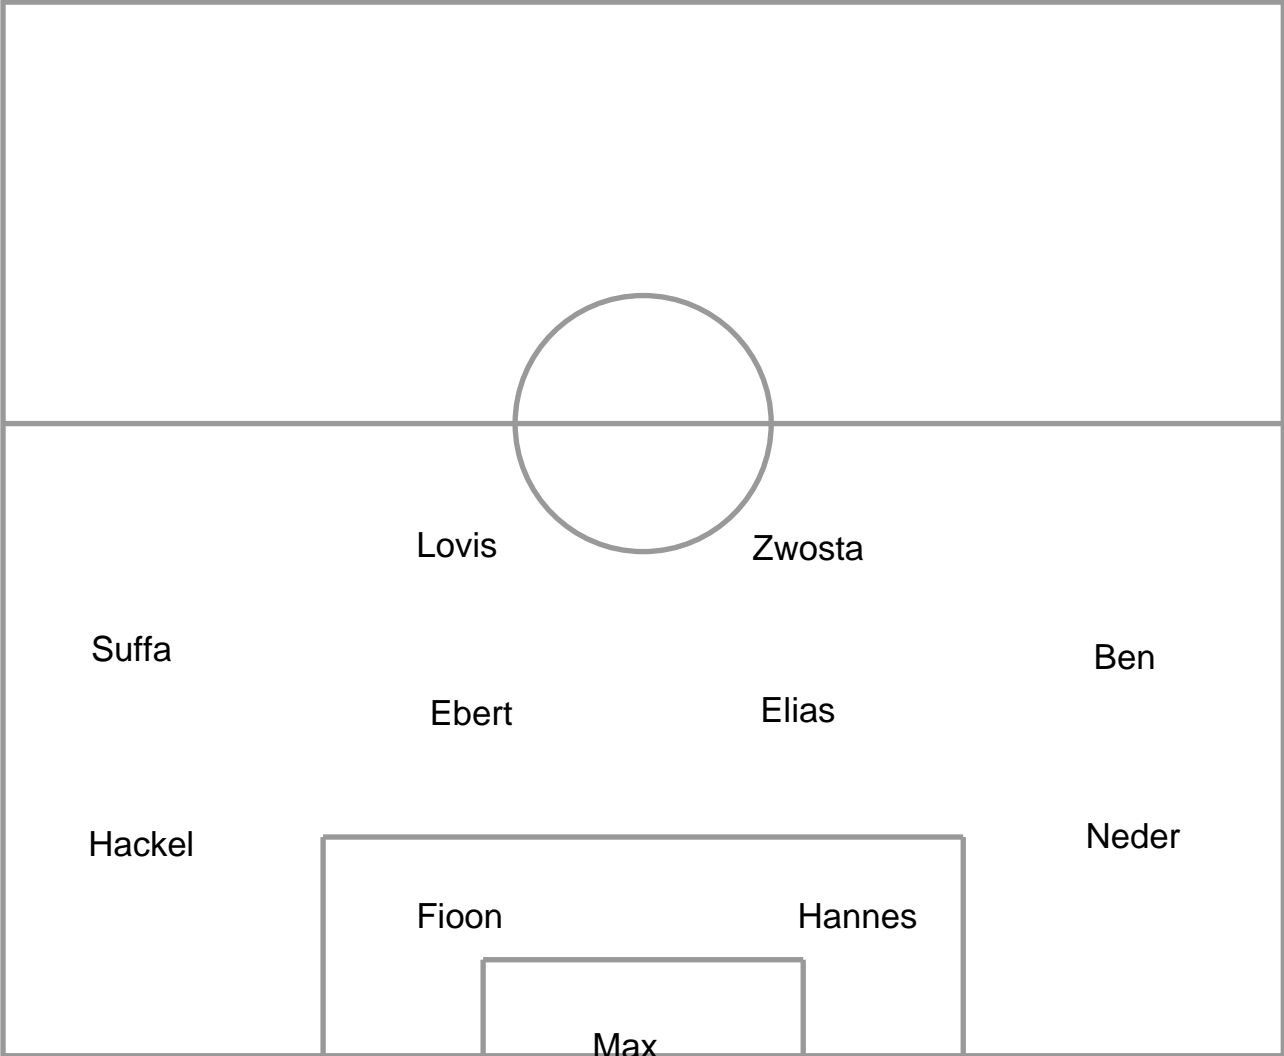 Lovis Zwosta
Suffa Ben
Ebert Elias
Hackel Neder
Fioon Hannes
Max